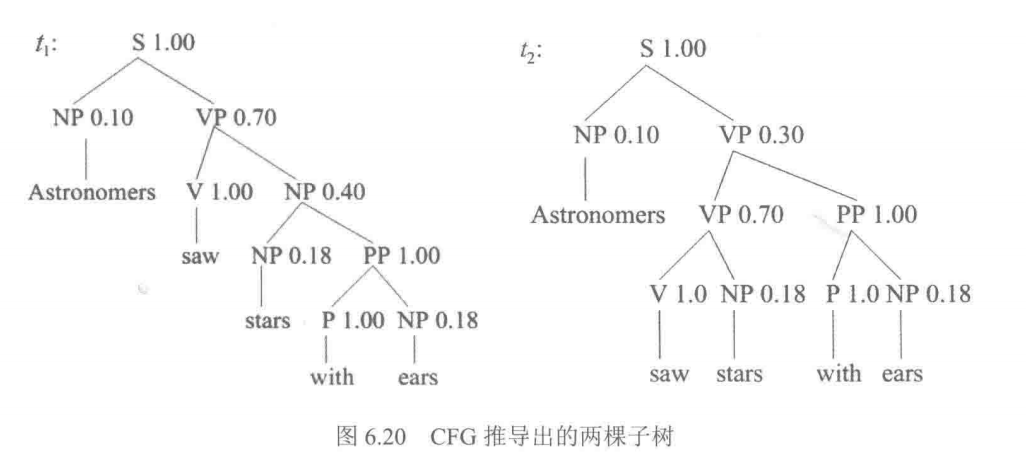 t₁: S 1.00
NP 0.10 VP 0.70
Astronomers V 1.00 NP 0.40
saw NP 0.18 PP 1.00
stars P 1.00 NP 0.18
with ears
t₂: S 1.00
NP 0.10 VP 0.30
Astronomers VP 0.70 PP 1.00
V 1.0 NP 0.18 P 1.0 NP 0.18
saw stars with ears
图 6.20 CFG 推导出的两棵子树